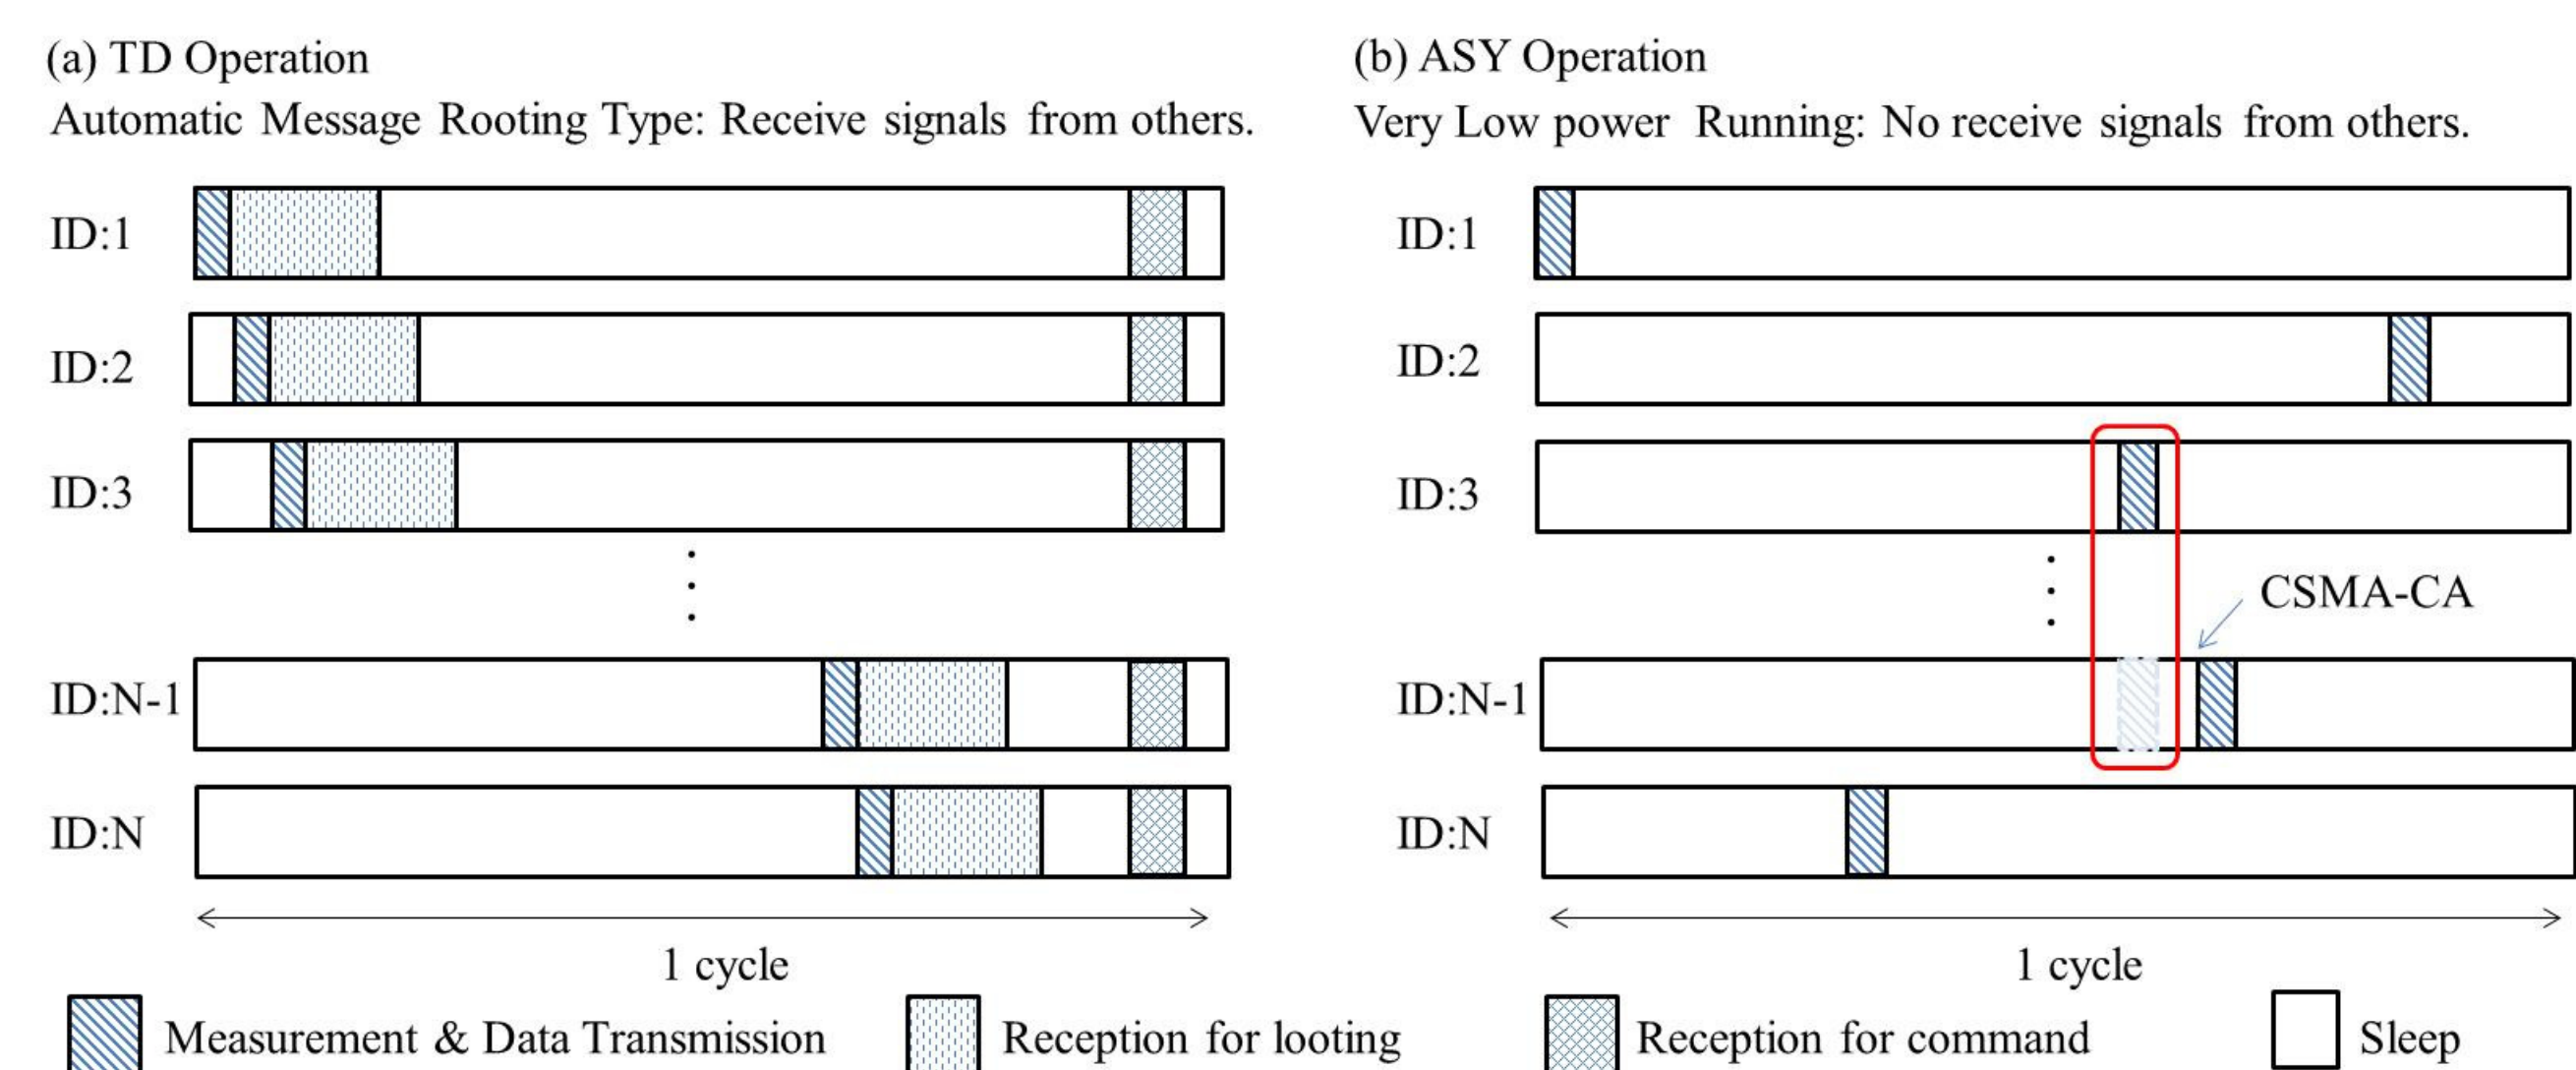 (a) TD Operation
Automatic Message Rooting Type: Receive signals from others.
ID:1
ID:2
ID:3
ID:N-1
ID:N
1 cycle
(b) ASY Operation
Very Low power Running: No receive signals from others.
ID:1
ID:2
ID:3
CSMA-CA
ID:N-1
ID:N
1 cycle
Measurement & Data Transmission
Reception for looting
Reception for command
Sleep